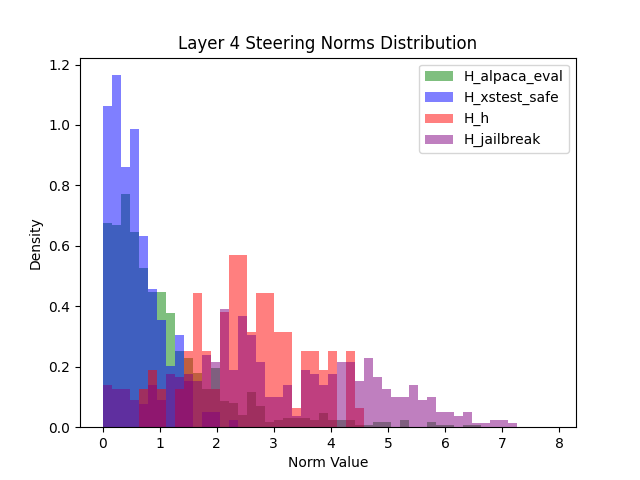 Layer 4 Steering Norms Distribution
H_alpaca_eval
H_xstest_safe
H_h
H_jailbreak
Density
1.2
1.0
0.8
0.6
0.4
0.2
0.0
0 1 2 3 4 5 6 7 8
Norm Value